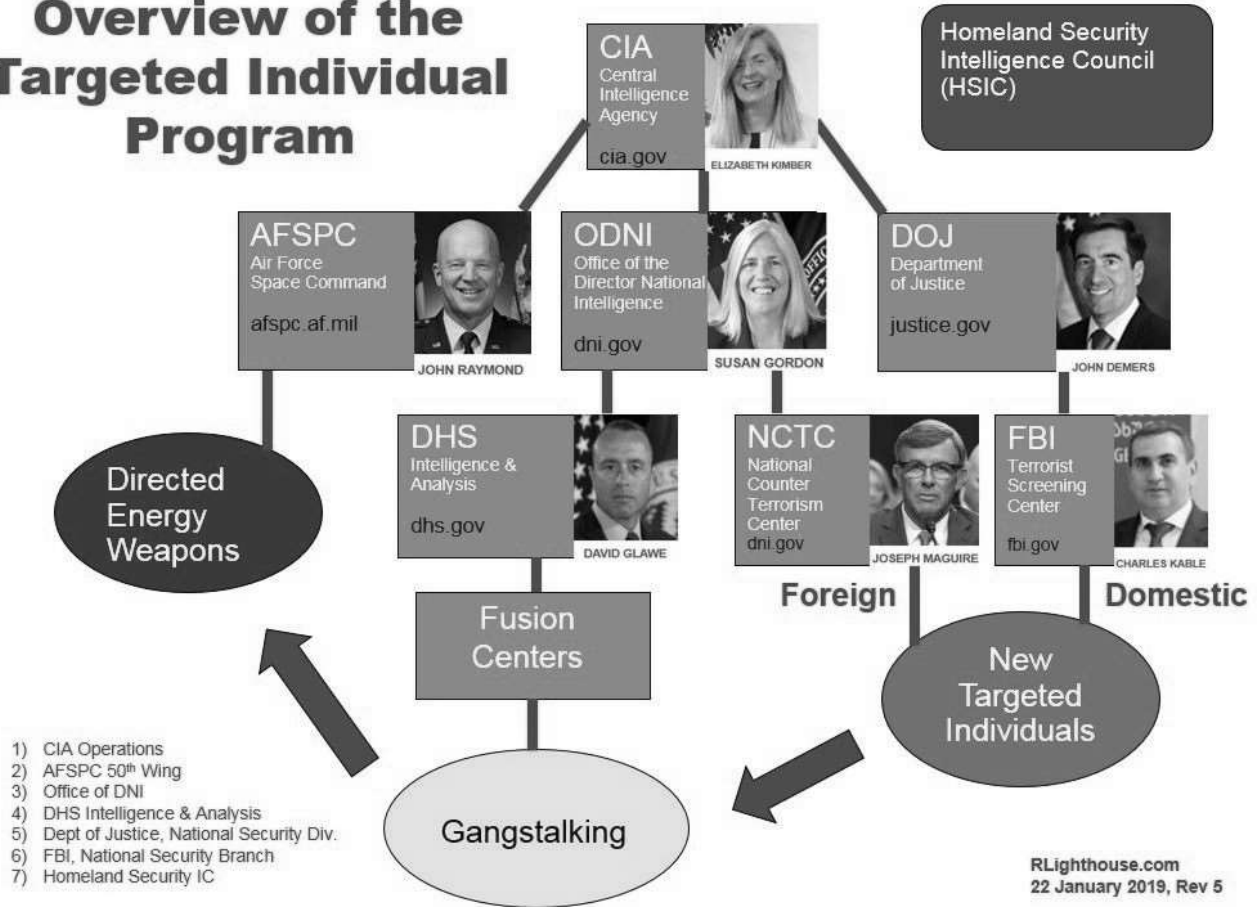 Overview of the
Targeted Individual
Program
CIA
Central
Intelligence
Agency
cia.gov
ELIZABETH KIMBER
Homeland Security
Intelligence Council
(HSIC)
AFSPC
Air Force
Space Command
afspc.af.mil
JOHN RAYMOND
ODNI
Office of the
Director National
Intelligence
dni.gov
SUSAN GORDON
DOJ
Department
of Justice
justice.gov
JOHN DEMERS
Directed
Energy
Weapons
DHS
Intelligence &
Analysis
dhs.gov
DAVID GLAWE
NCTC
National
Counter
Terrorism
Center
dni.gov
JOSEPH MAGUIRE
FBI
Terrorist
Screening
Center
fbi.gov
CHARLES KABLE
Foreign
Domestic
Fusion
Centers
New
Targeted
Individuals
Gangstalking
1) CIA Operations
2) AFSPC 50th Wing
3) Office of DNI
4) DHS Intelligence & Analysis
5) Dept of Justice, National Security Div.
6) FBI, National Security Branch
7) Homeland Security IC
RLighthouse.com
22 January 2019, Rev 5